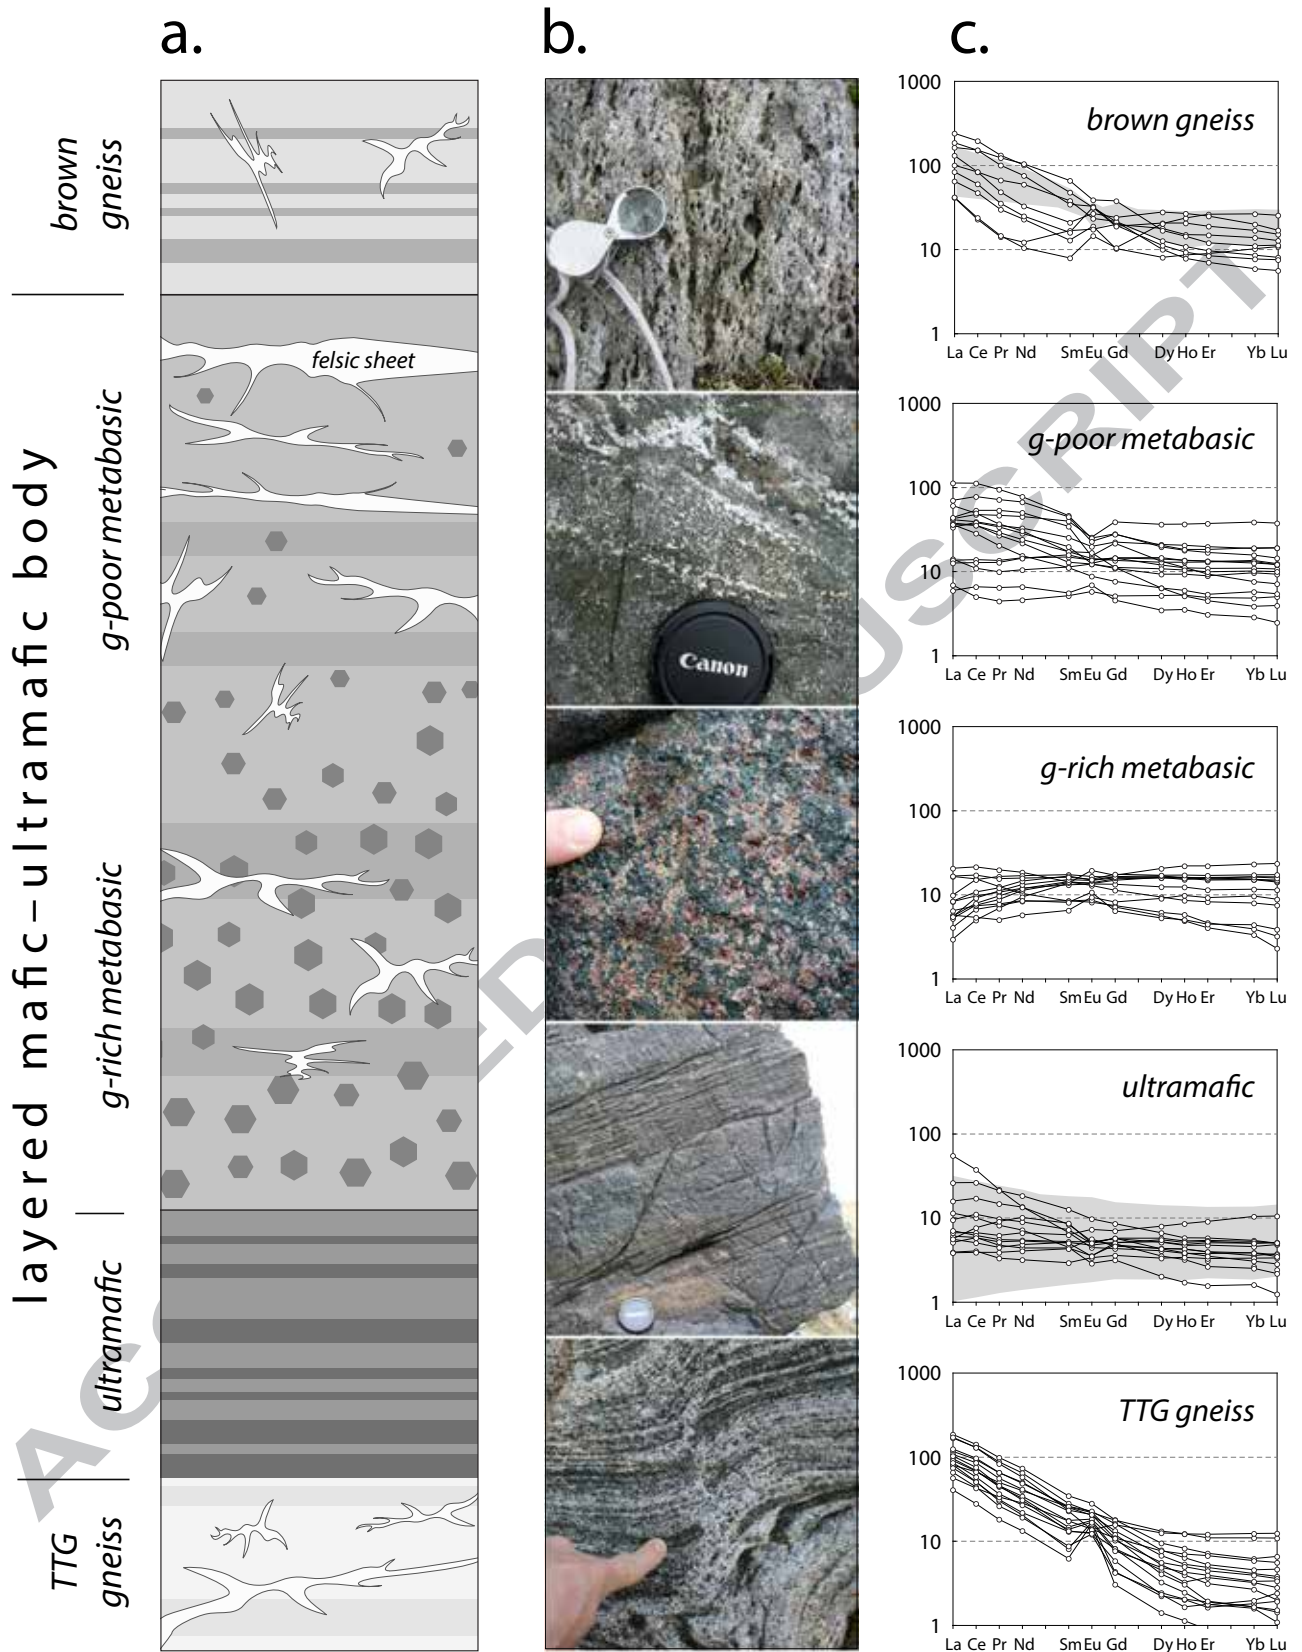 a.
b.
c.
brown
gneiss
layered mafic–ultramafic body
g-poor metabasic
g-rich metabasic
ultramafic
TTG
gneiss
felsic sheet
Canon
brown gneiss
1000
100
10
1
La Ce Pr Nd Sm Eu Gd Dy Ho Er Yb Lu
g-poor metabasic
1000
100
10
1
La Ce Pr Nd Sm Eu Gd Dy Ho Er Yb Lu
g-rich metabasic
1000
100
10
1
La Ce Pr Nd Sm Eu Gd Dy Ho Er Yb Lu
ultramafic
1000
100
10
1
La Ce Pr Nd Sm Eu Gd Dy Ho Er Yb Lu
TTG gneiss
1000
100
10
1
La Ce Pr Nd Sm Eu Gd Dy Ho Er Yb Lu